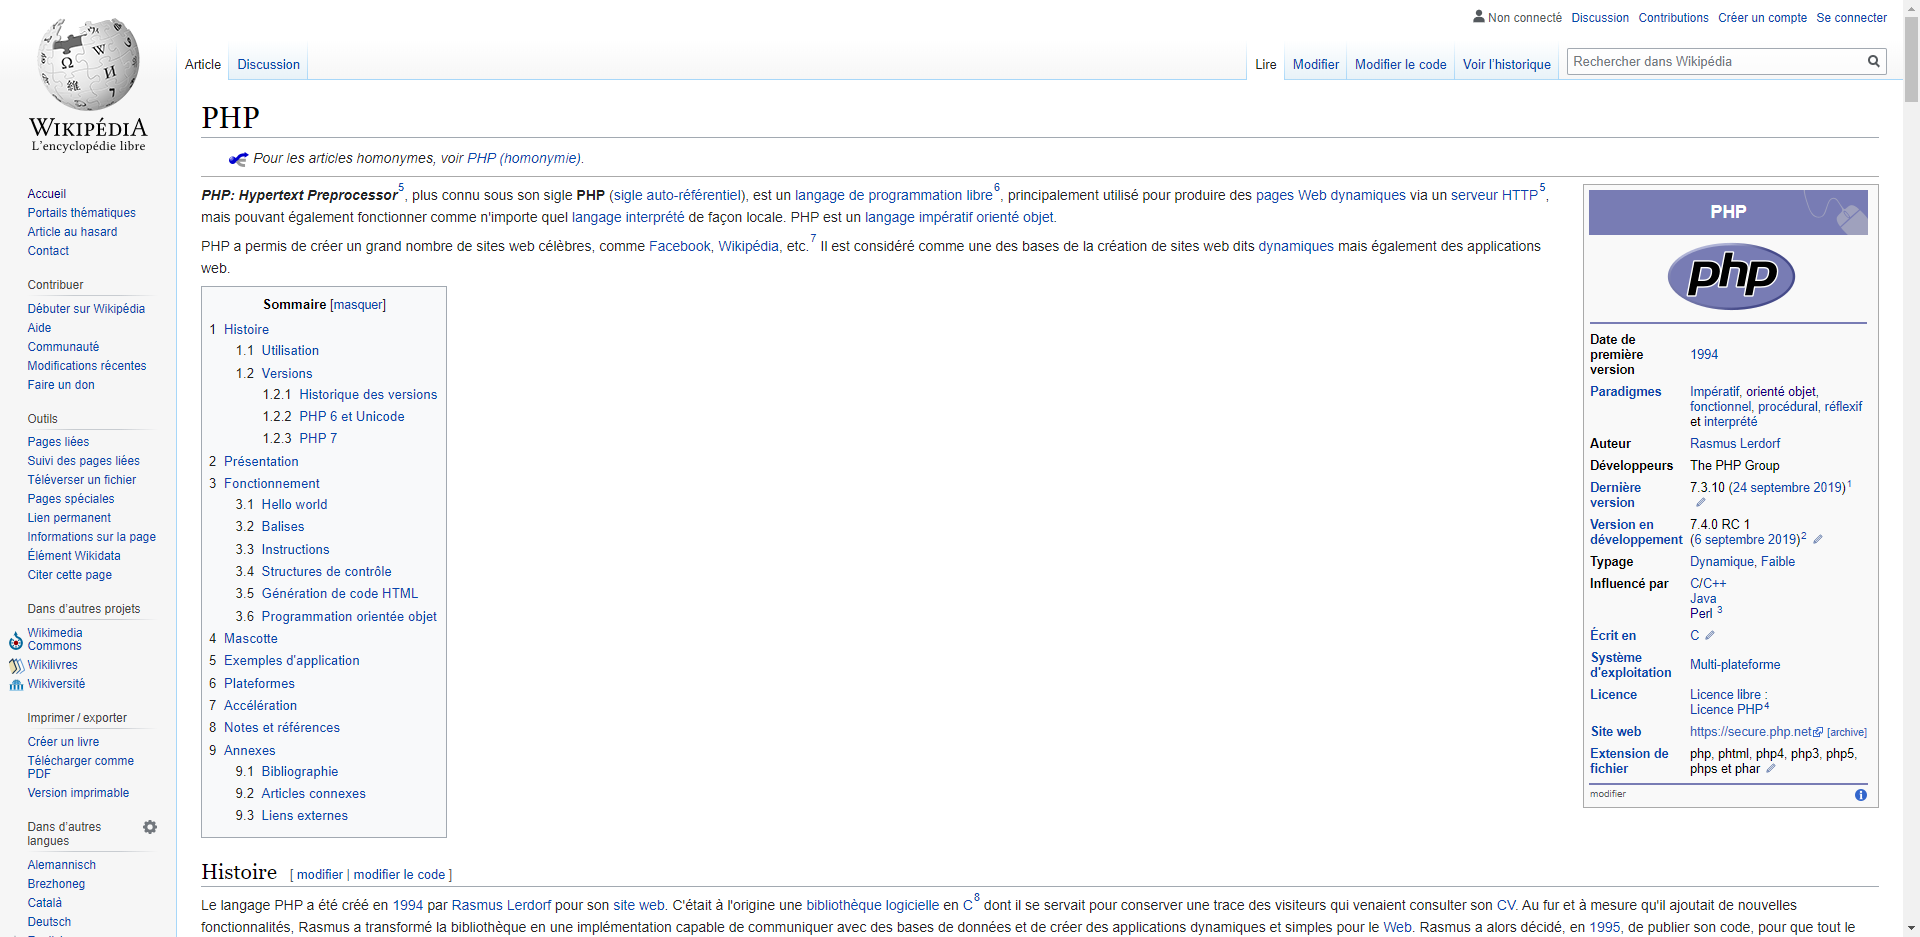 Non connecté Discussion Contributions Créer un compte Se connecter
Article Discussion
Lire Modifier Modifier le code Voir l'historique Rechercher dans Wikipédia
WIKIPÉDIA
L'encyclopédie libre
Accueil
Portails thématiques
Article au hasard
Contact
Contribuer
Débuter sur Wikipédia
Aide
Communauté
Modifications récentes
Faire un don
Outils
Pages liées
Suivi des pages liées
Téléverser un fichier
Pages spéciales
Lien permanent
Informations sur la page
Élément Wikidata
Citer cette page
Dans d'autres projets
Wikimedia
Commons
Wikilivres
Wikiversité
Imprimer / exporter
Créer un livre
Télécharger comme
PDF
Version imprimable
Dans d'autres
langues
Alemannisch
Brezhoneg
Català
Deutsch
PHP
Pour les articles homonymes, voir PHP (homonymie).
PHP: Hypertext Preprocessor5, plus connu sous son sigle PHP (sigle auto-référentiel), est un langage de programmation libre6, principalement utilisé pour produire des pages Web dynamiques via un serveur HTTP5,
mais pouvant également fonctionner comme n'importe quel langage interprété de façon locale. PHP est un langage impératif orienté objet.
PHP a permis de créer un grand nombre de sites web célèbres, comme Facebook, Wikipédia, etc.7 Il est considéré comme une des bases de la création de sites web dits dynamiques mais également des applications
web.
Sommaire [masquer]
1 Histoire
1.1 Utilisation
1.2 Versions
1.2.1 Historique des versions
1.2.2 PHP 6 et Unicode
1.2.3 PHP 7
2 Présentation
3 Fonctionnement
3.1 Hello world
3.2 Balises
3.3 Instructions
3.4 Structures de contrôle
3.5 Génération de code HTML
3.6 Programmation orientée objet
4 Mascotte
5 Exemples d'application
6 Plateformes
7 Accélération
8 Notes et références
9 Annexes
9.1 Bibliographie
9.2 Articles connexes
9.3 Liens externes
PHP
php
Date de
première
version
1994
Paradigmes
Impératif, orienté objet,
fonctionnel, procédural, réflexif
et interprété
Auteur Rasmus Lerdorf
Développeurs The PHP Group
Dernière
version
7.3.10 (24 septembre 2019)1
Version en
développement
7.4.0 RC 1
(6 septembre 2019)2
Typage Dynamique, Faible
Influencé par C/C++
Java
Perl 3
Écrit en C
Système
d'exploitation
Multi-plateforme
Licence Licence libre :
Licence PHP4
Site web https://secure.php.net [archive]
Extension de
fichier
php, phtml, php4, php3, php5,
phps et phar
modifier
Histoire [ modifier | modifier le code ]
Le langage PHP a été créé en 1994 par Rasmus Lerdorf pour son site web. C'était à l'origine une bibliothèque logicielle en C8 dont il se servait pour conserver une trace des visiteurs qui venaient consulter son CV. Au fur et à mesure qu'il ajoutait de nouvelles
fonctionnalités, Rasmus a transformé la bibliothèque en une implémentation capable de communiquer avec des bases de données et de créer des applications dynamiques et simples pour le Web. Rasmus a alors décidé, en 1995, de publier son code, pour que tout le